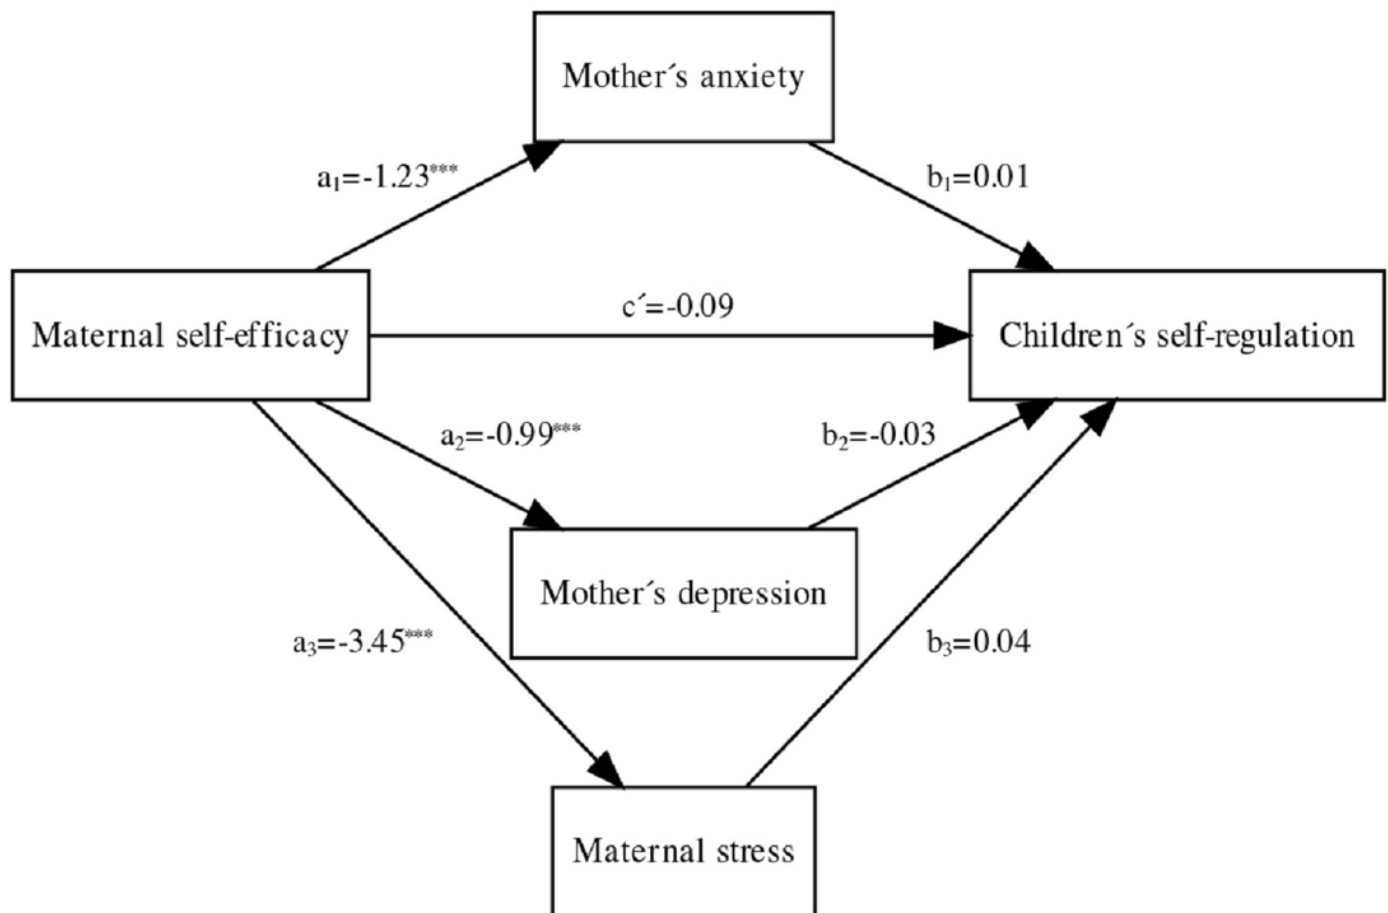 Mother´s anxiety
a₁=-1.23***
b₁=0.01
Maternal self-efficacy
c´=-0.09
Children´s self-regulation
a₂=-0.99***
b₂=-0.03
Mother´s depression
a₃=-3.45***
b₃=0.04
Maternal stress